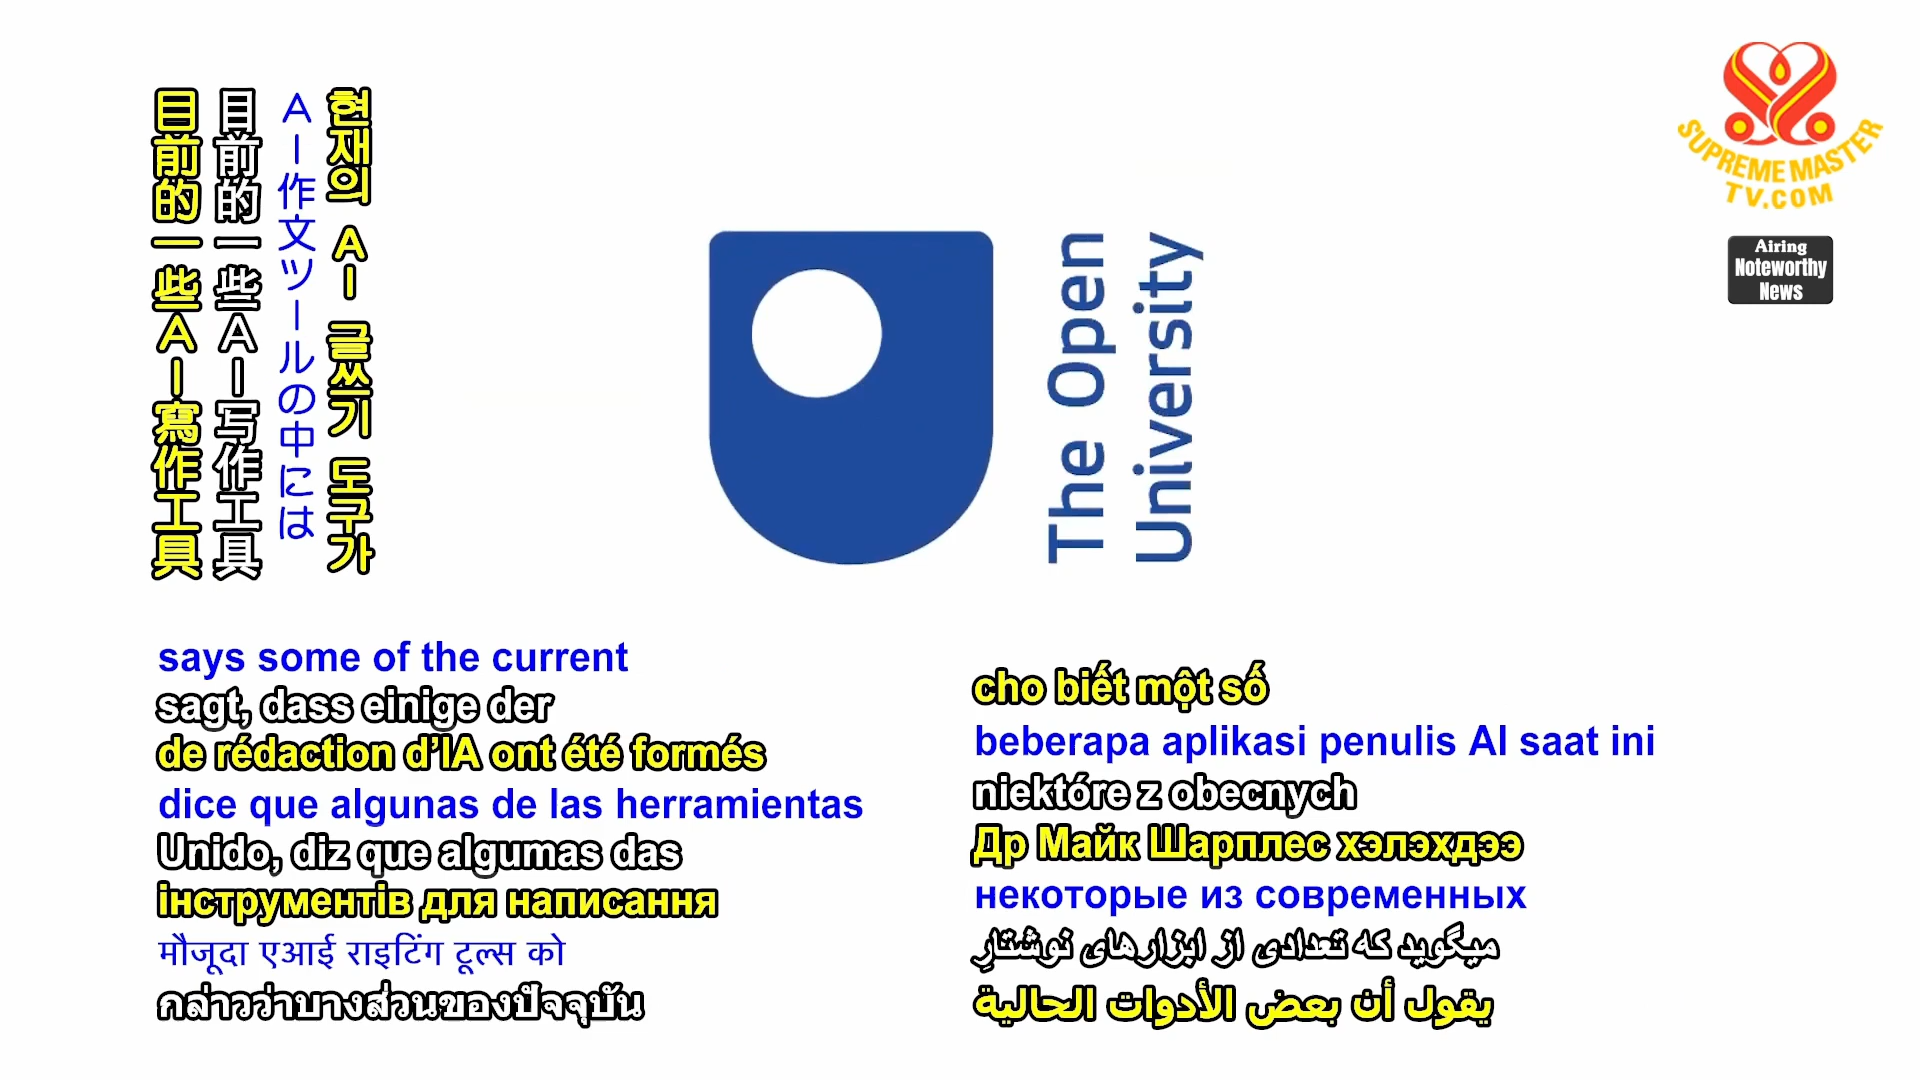 目前的一些AI寫作工具
目前的一些AI写作工具
AI作文ツールの中には
현재의 AI 글쓰기 도구가
The Open
University
SUPREME MASTER
TV.COM
Airing
Noteworthy
News
says some of the current
sagt, dass einige der
de rédaction d’IA ont été formés
dice que algunas de las herramientas
Unido, diz que algumas das
інструментів для написання
मौजूदा एआई राइटिंग टूल्स को
กล่าวว่าบางส่วนของปัจจุบัน
cho biết một số
beberapa aplikasi penulis AI saat ini
niektóre z obecnych
Др Майк Шарплес хэлэхдээ
некоторые из современных
میگوید که تعدادی از ابزارهای نوشتارِ
يقول أن بعض الأدوات الحالية